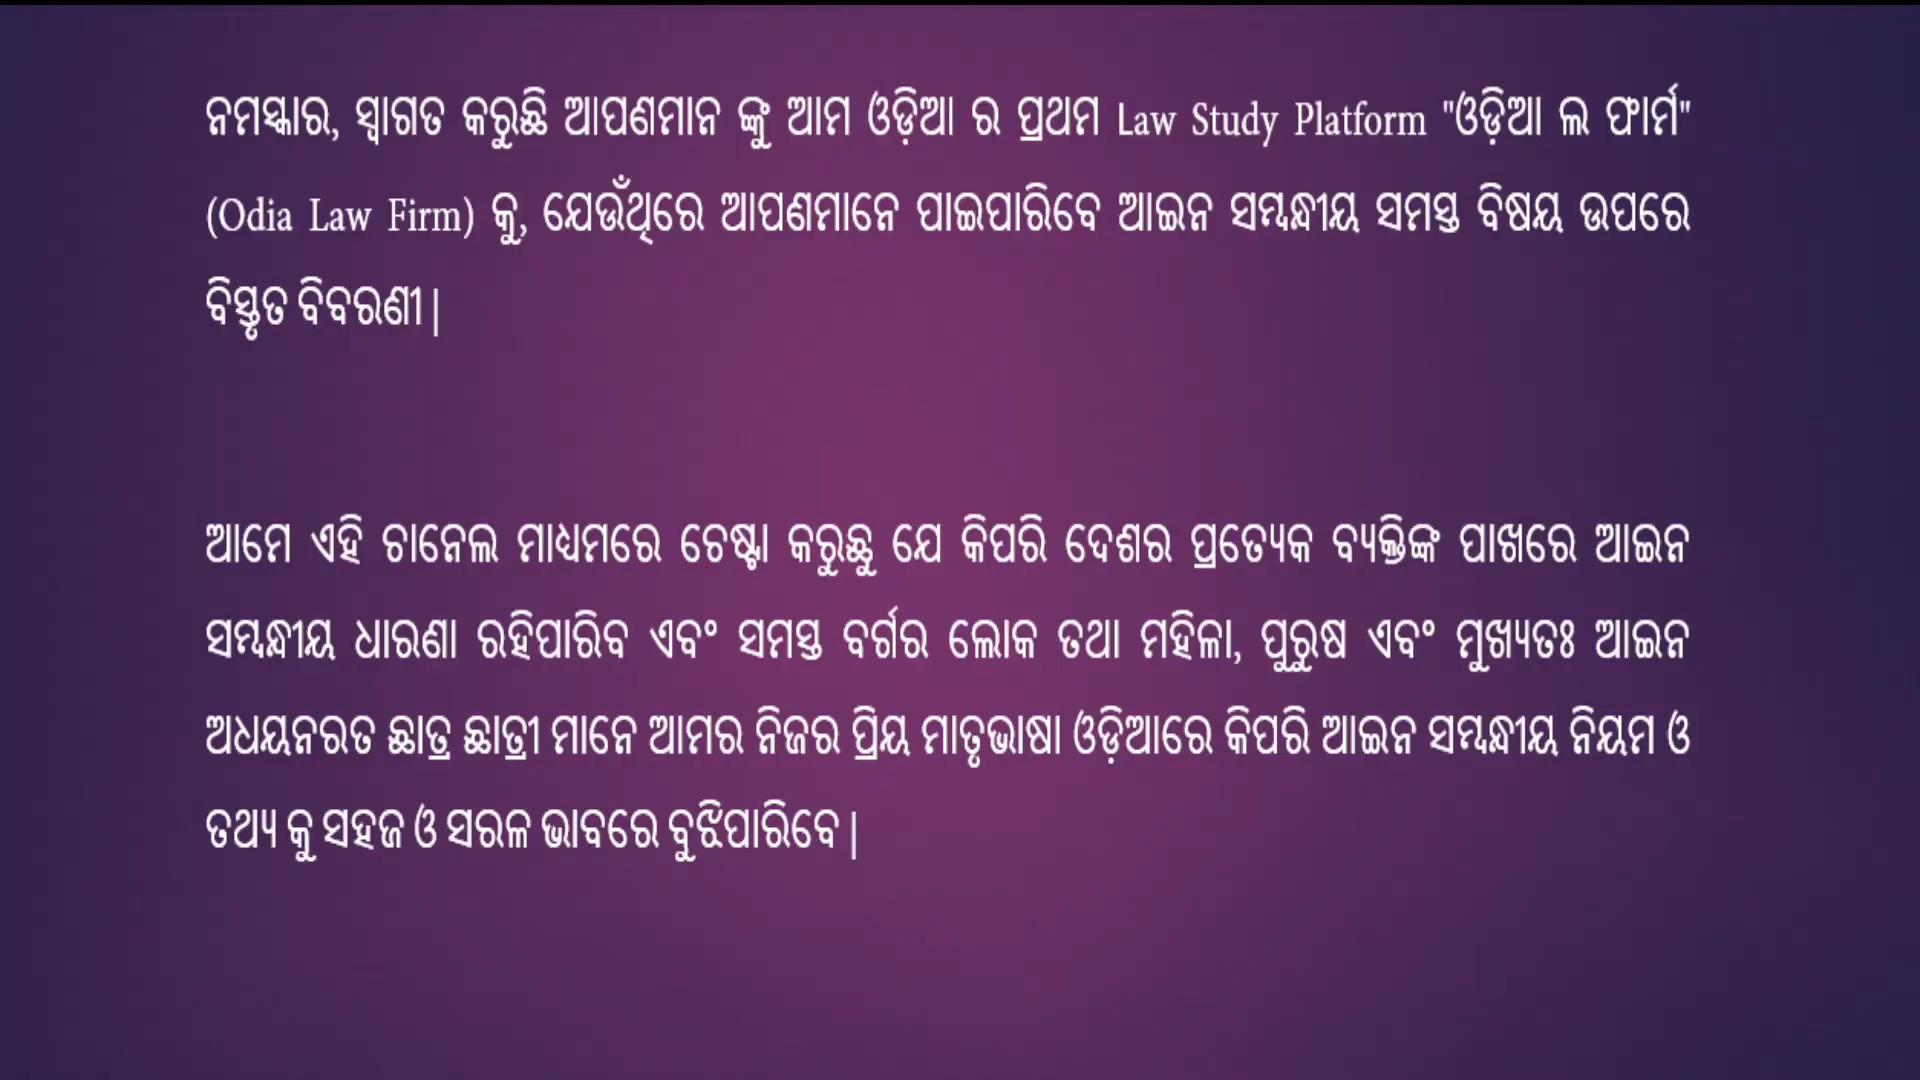 ନମସ୍କାର, ସ୍ୱାଗତ କରୁଛି ଆପଣମାନ ଙ୍କୁ ଆମ ଓଡ଼ିଆ ର ପ୍ରଥମ Law Study Platform "ଓଡ଼ିଆ ଲ ଫାର୍ମ"
(Odia Law Firm) କୁ, ଯେଉଁଥିରେ ଆପଣମାନେ ପାଇପାରିବେ ଆଇନ ସମ୍ବନ୍ଧୀୟ ସମସ୍ତ ବିଷୟ ଉପରେ
ବିସ୍ତୃତ ବିବରଣୀ|
ଆମେ ଏହି ଚାନେଲ ମାଧ୍ୟମରେ ଚେଷ୍ଟା କରୁଛୁ ଯେ କିପରି ଦେଶର ପ୍ରତ୍ୟେକ ବ୍ୟକ୍ତିଙ୍କ ପାଖରେ ଆଇନ
ସମ୍ବନ୍ଧୀୟ ଧାରଣା ରହିପାରିବ ଏବଂ ସମସ୍ତ ବର୍ଗର ଲୋକ ତଥା ମହିଳା, ପୁରୁଷ ଏବଂ ମୁଖ୍ୟତଃ ଆଇନ
ଅଧୟନରତ ଛାତ୍ର ଛାତ୍ରୀ ମାନେ ଆମର ନିଜର ପ୍ରିୟ ମାତୃଭାଷା ଓଡ଼ିଆରେ କିପରି ଆଇନ ସମ୍ବନ୍ଧୀୟ ନିୟମ ଓ
ତଥ୍ୟ କୁ ସହଜ ଓ ସରଳ ଭାବରେ ବୁଝିପାରିବେ|